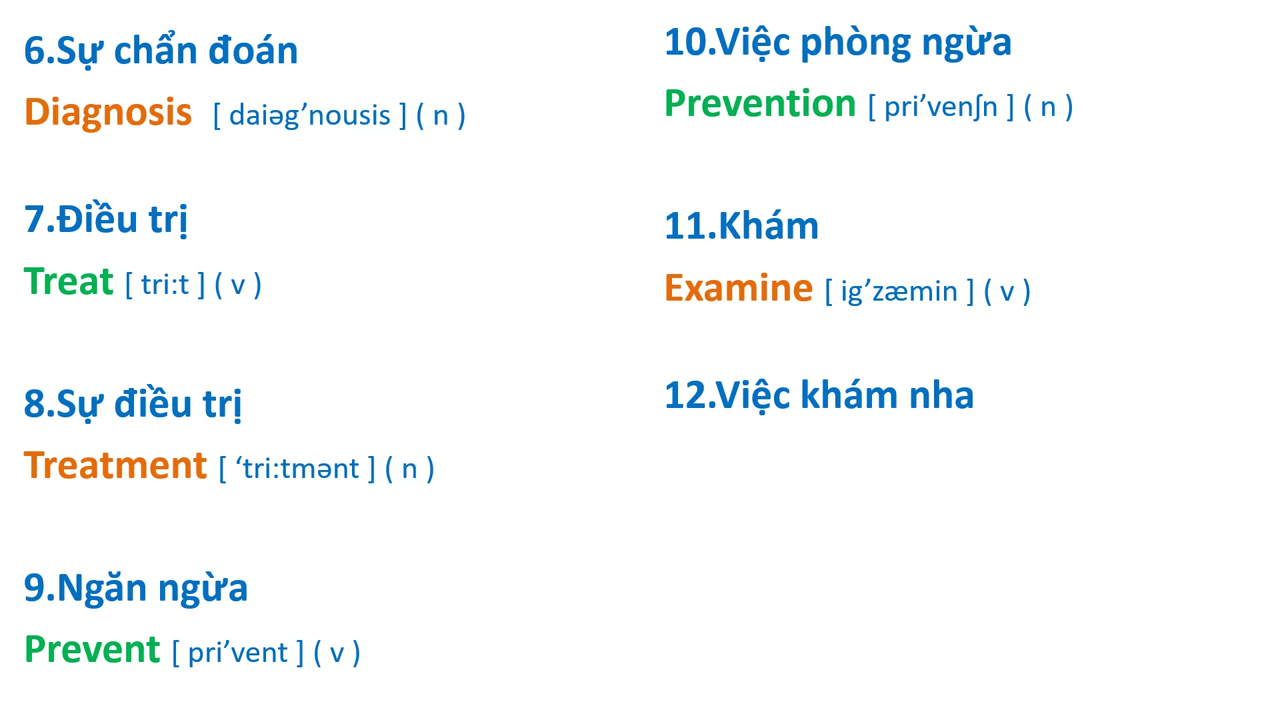 6.Sự chẩn đoán
Diagnosis [ daiəg’nousis ] ( n )
7.Điều trị
Treat [ tri:t ] ( v )
8.Sự điều trị
Treatment [ ‘tri:tmənt ] ( n )
9.Ngăn ngừa
Prevent [ pri’vent ] ( v )
10.Việc phòng ngừa
Prevention [ pri’venʃn ] ( n )
11.Khám
Examine [ ig’zæmin ] ( v )
12.Việc khám nha